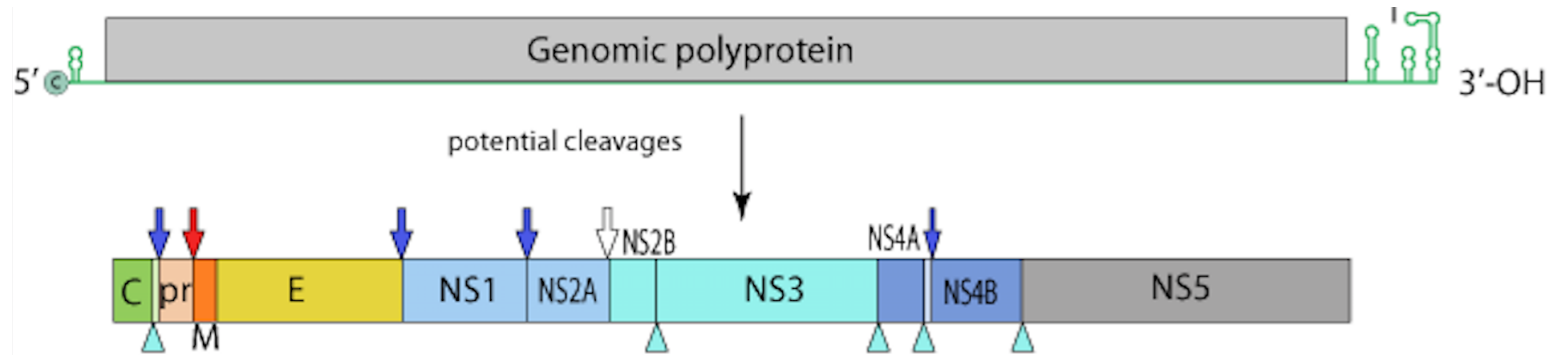 Genomic polyprotein
5′ C 3′-OH
potential cleavages
NS2B NS4A
C pr E NS1 NS2A NS3 NS4B NS5
M